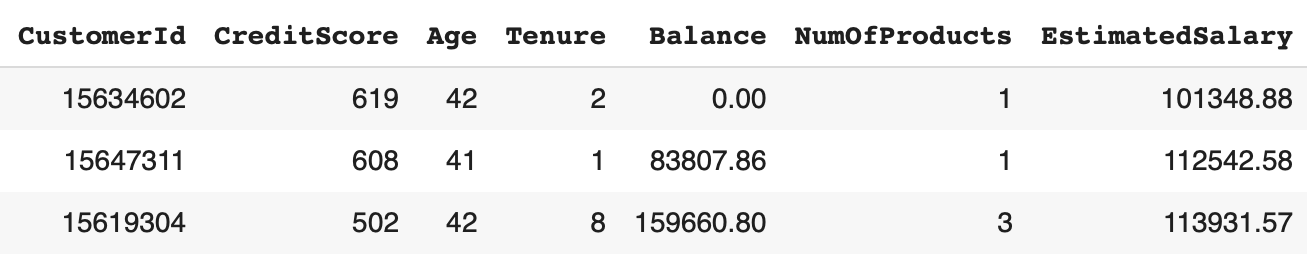 CustomerId CreditScore Age Tenure Balance NumOfProducts EstimatedSalary
15634602 619 42 2 0.00 1 101348.88
15647311 608 41 1 83807.86 1 112542.58
15619304 502 42 8 159660.80 3 113931.57